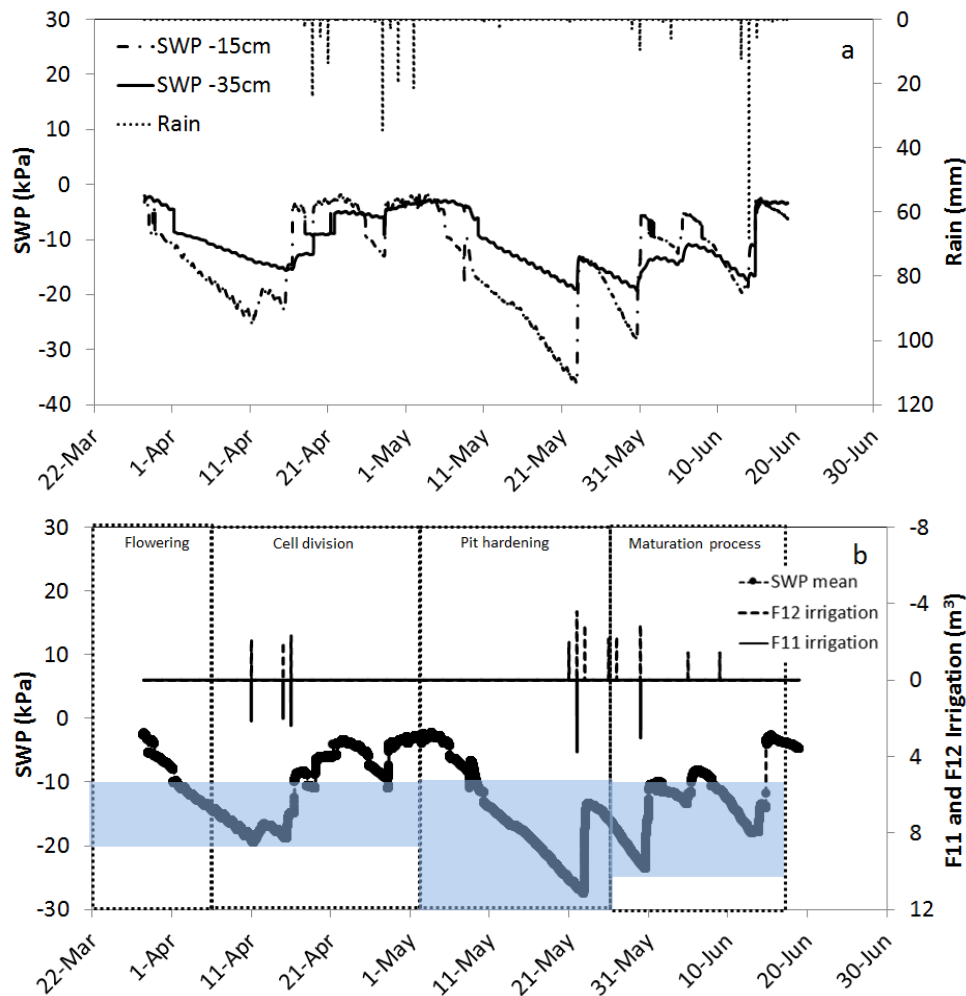 a
SWP -15cm
SWP -35cm
Rain
SWP (kPa)
30
20
10
0
-10
-20
-30
-40
Rain (mm)
0
20
40
60
80
100
120
22-Mar
1-Apr
11-Apr
21-Apr
1-May
11-May
21-May
31-May
10-Jun
20-Jun
30-Jun
b
Flowering
Cell division
Pit hardening
Maturation process
SWP mean
F12 irrigation
F11 irrigation
SWP (kPa)
30
20
10
0
-10
-20
-30
F11 and F12 Irrigation (m³)
-8
-4
0
4
8
12
22-Mar
1-Apr
11-Apr
21-Apr
1-May
11-May
21-May
31-May
10-Jun
20-Jun
30-Jun